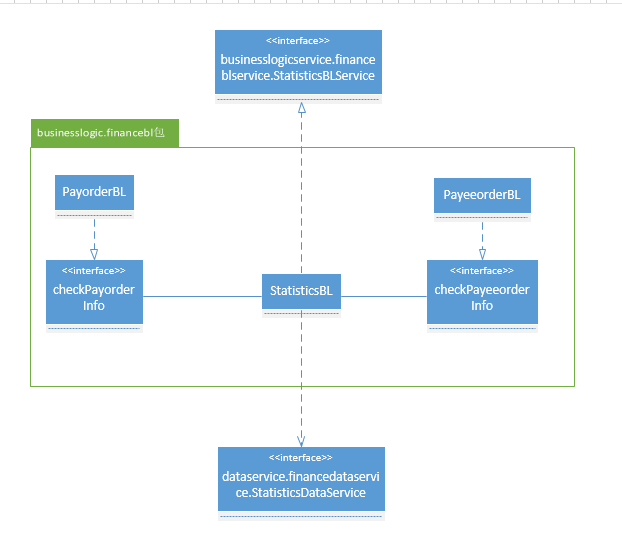 <<interface>>
businesslogicservice.finance
blservice.StatisticsBLService
businesslogic.financebl包
PayorderBL
PayeeorderBL
<<interface>>
checkPayorder
Info
StatisticsBL
<<interface>>
checkPayeeorder
Info
<<interface>>
dataservice.financedataservi
ce.StatisticsDataService